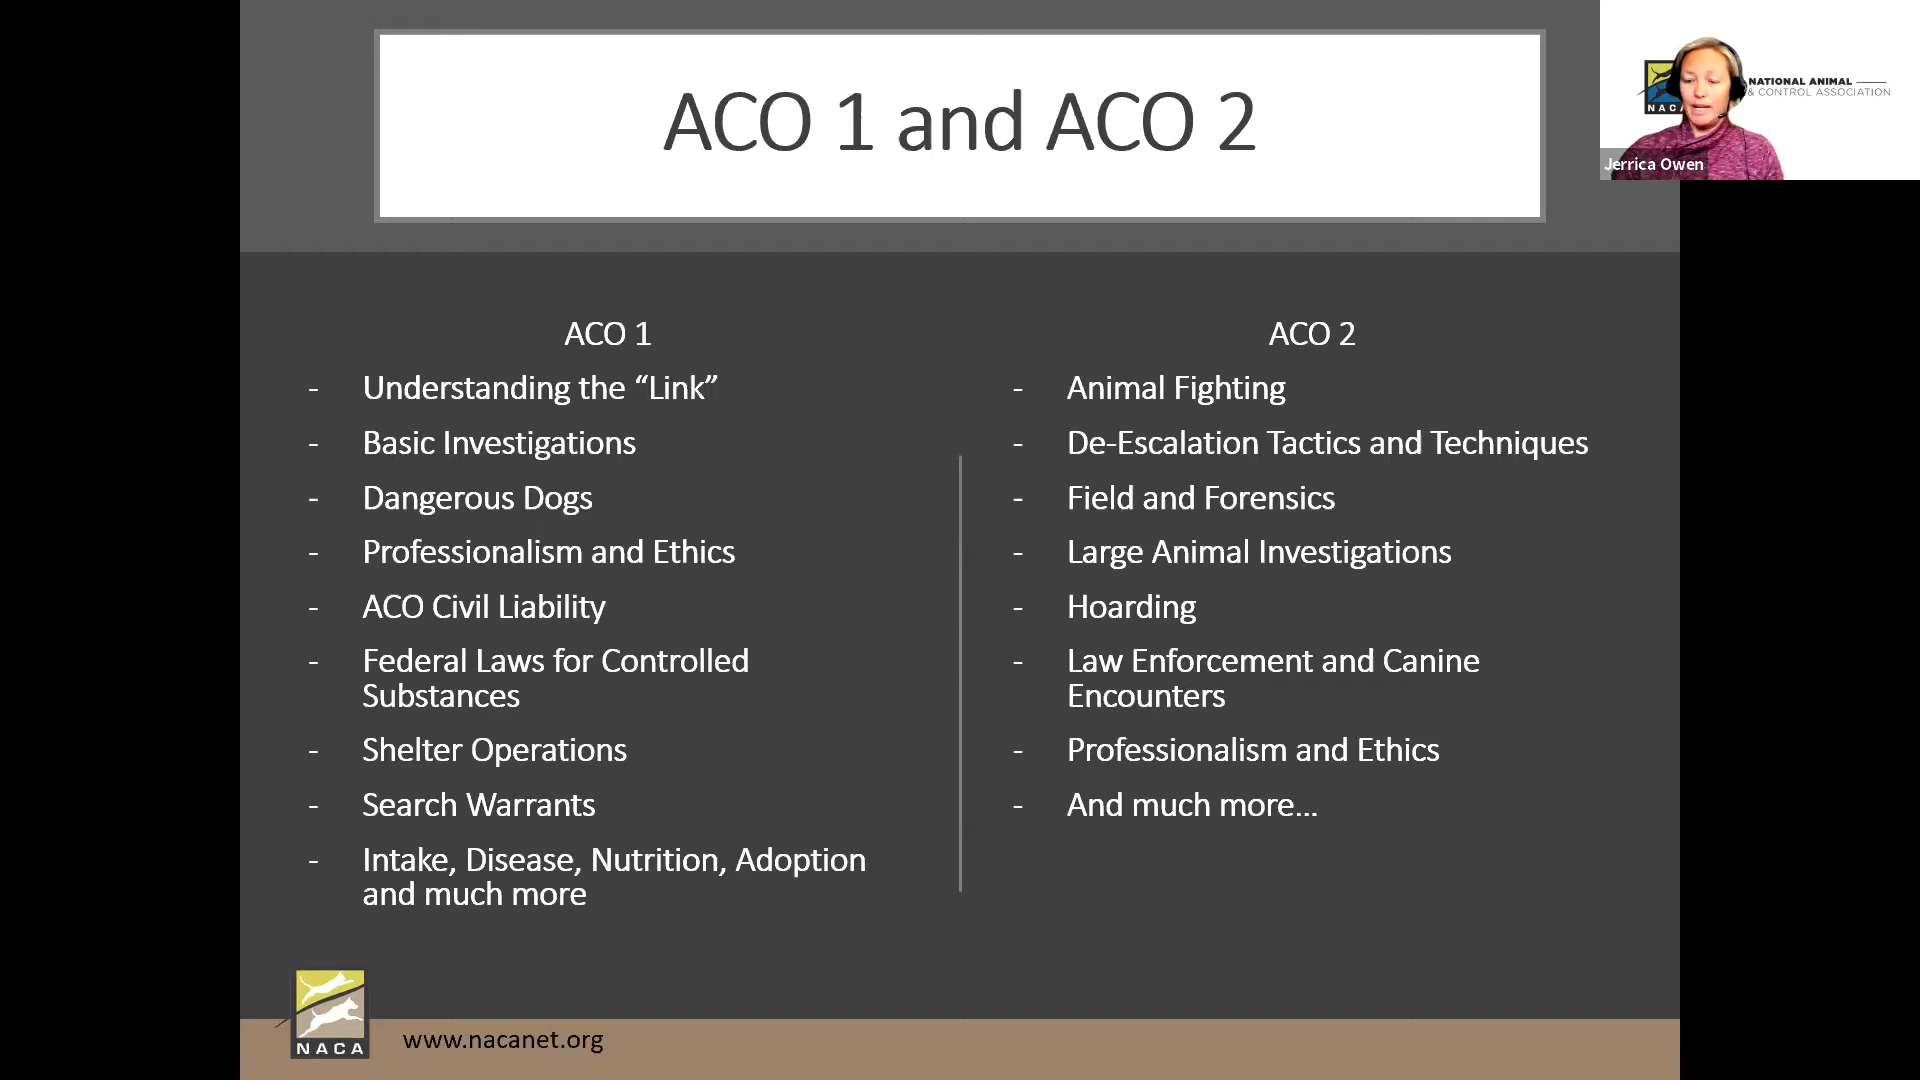 ACO 1 and ACO 2
NACA
NATIONAL ANIMAL
& CONTROL ASSOCIATION
Jerrica Owen
ACO 1
- Understanding the “Link”
- Basic Investigations
- Dangerous Dogs
- Professionalism and Ethics
- ACO Civil Liability
- Federal Laws for Controlled
Substances
- Shelter Operations
- Search Warrants
- Intake, Disease, Nutrition, Adoption
and much more
ACO 2
- Animal Fighting
- De-Escalation Tactics and Techniques
- Field and Forensics
- Large Animal Investigations
- Hoarding
- Law Enforcement and Canine
Encounters
- Professionalism and Ethics
- And much more...
NACA
www.nacanet.org